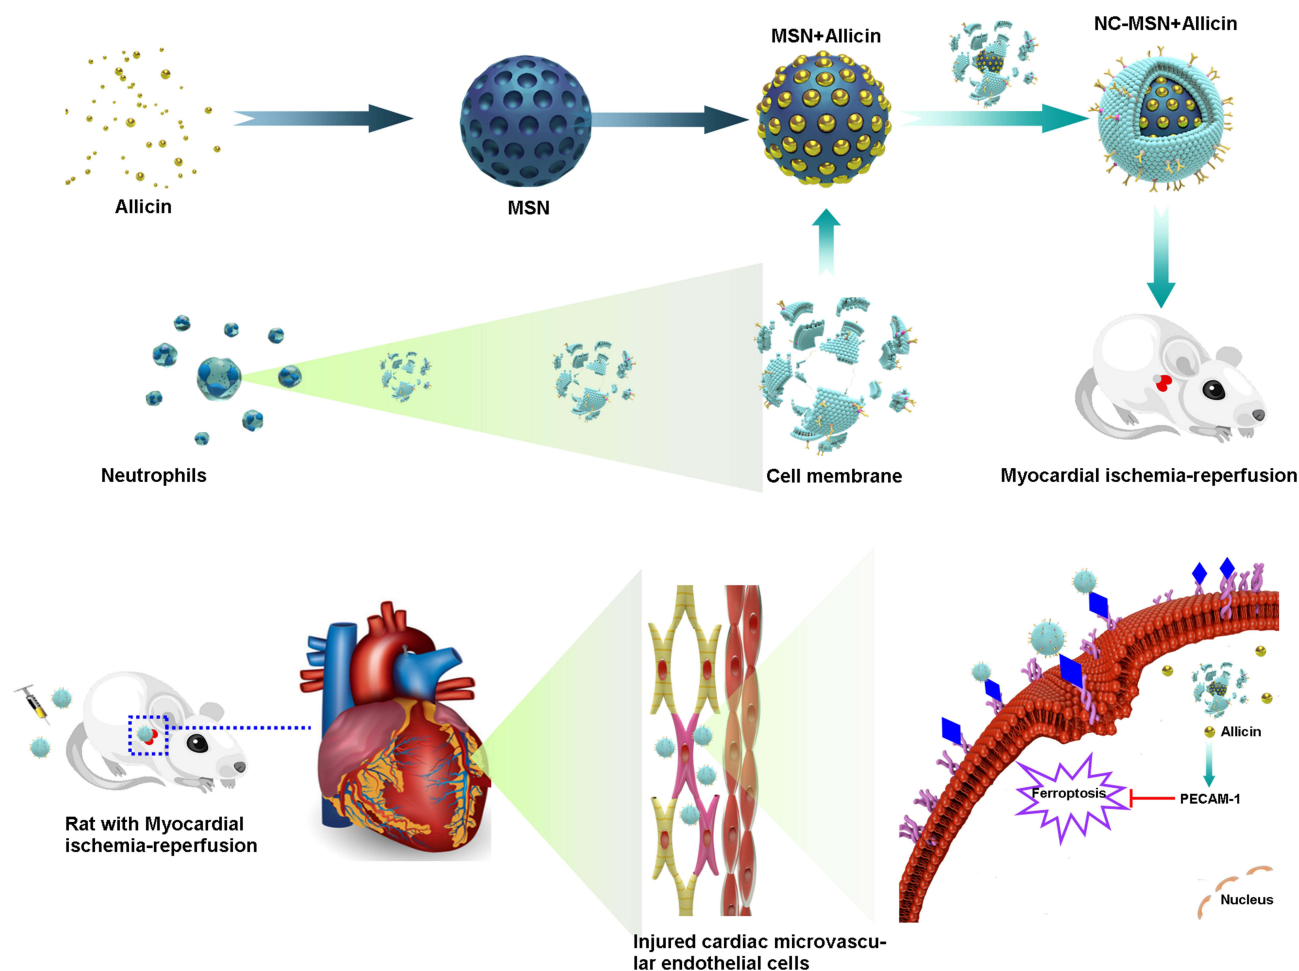 MSN+Allicin
NC-MSN+Allicin
Allicin
MSN
Neutrophils
Cell membrane
Myocardial ischemia-reperfusion
Rat with Myocardial
ischemia-reperfusion
Injured cardiac microvascu-
lar endothelial cells
Allicin
Ferroptosis
PECAM-1
Nucleus